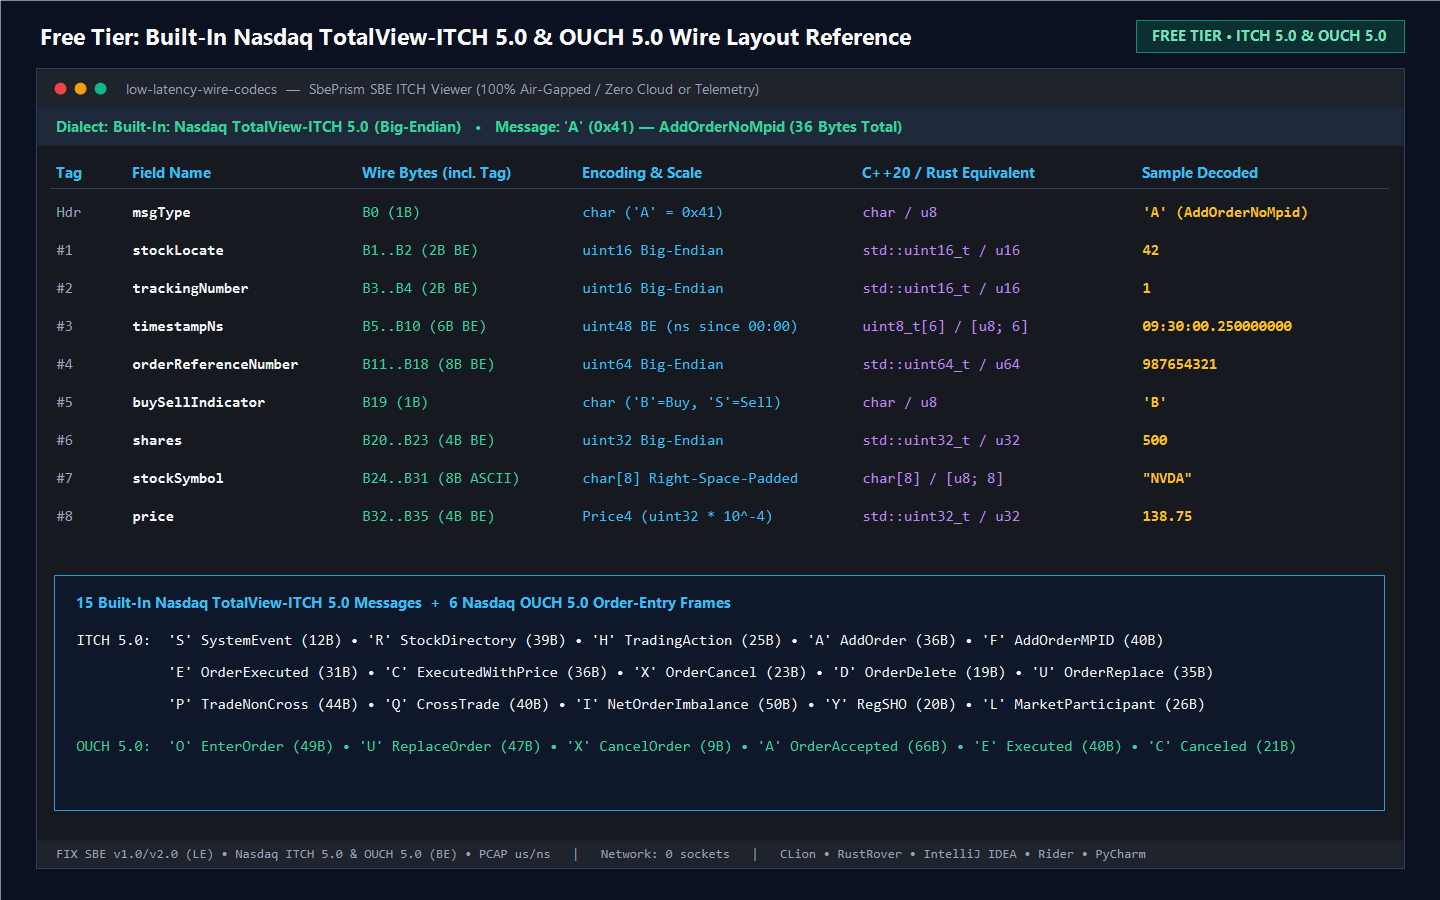 Free Tier: Built-In Nasdaq TotalView-ITCH 5.0 & OUCH 5.0 Wire Layout Reference
FREE TIER • ITCH 5.0 & OUCH 5.0
low-latency-wire-codecs — SbePrism SBE ITCH Viewer (100% Air-Gapped / Zero Cloud or Telemetry)
Dialect: Built-In: Nasdaq TotalView-ITCH 5.0 (Big-Endian) • Message: 'A' (0x41) — AddOrderNoMpid (36 Bytes Total)
Tag Field Name Wire Bytes (incl. Tag) Encoding & Scale C++20 / Rust Equivalent Sample Decoded
Hdr msgType B0 (1B) char ('A' = 0x41) char / u8 'A' (AddOrderNoMpid)
#1 stockLocate B1..B2 (2B BE) uint16 Big-Endian std::uint16_t / u16 42
#2 trackingNumber B3..B4 (2B BE) uint16 Big-Endian std::uint16_t / u16 1
#3 timestampNs B5..B10 (6B BE) uint48 BE (ns since 00:00) uint8_t[6] / [u8; 6] 09:30:00.250000000
#4 orderReferenceNumber B11..B18 (8B BE) uint64 Big-Endian std::uint64_t / u64 987654321
#5 buySellIndicator B19 (1B) char ('B'=Buy, 'S'=Sell) char / u8 'B'
#6 shares B20..B23 (4B BE) uint32 Big-Endian std::uint32_t / u32 500
#7 stockSymbol B24..B31 (8B ASCII) char[8] Right-Space-Padded char[8] / [u8; 8] "NVDA"
#8 price B32..B35 (4B BE) Price4 (uint32 * 10^-4) std::uint32_t / u32 138.75
15 Built-In Nasdaq TotalView-ITCH 5.0 Messages + 6 Nasdaq OUCH 5.0 Order-Entry Frames
ITCH 5.0: 'S' SystemEvent (12B) • 'R' StockDirectory (39B) • 'H' TradingAction (25B) • 'A' AddOrder (36B) • 'F' AddOrderMPID (40B)
'E' OrderExecuted (31B) • 'C' ExecutedWithPrice (36B) • 'X' OrderCancel (23B) • 'D' OrderDelete (19B) • 'U' OrderReplace (35B)
'P' TradeNonCross (44B) • 'Q' CrossTrade (40B) • 'I' NetOrderImbalance (50B) • 'Y' RegSHO (20B) • 'L' MarketParticipant (26B)
OUCH 5.0: 'O' EnterOrder (49B) • 'U' ReplaceOrder (47B) • 'X' CancelOrder (9B) • 'A' OrderAccepted (66B) • 'E' Executed (40B) • 'C' Canceled (21B)
FIX SBE v1.0/v2.0 (LE) • Nasdaq ITCH 5.0 & OUCH 5.0 (BE) • PCAP us/ns | Network: 0 sockets | CLion • RustRover • IntelliJ IDEA • Rider • PyCharm